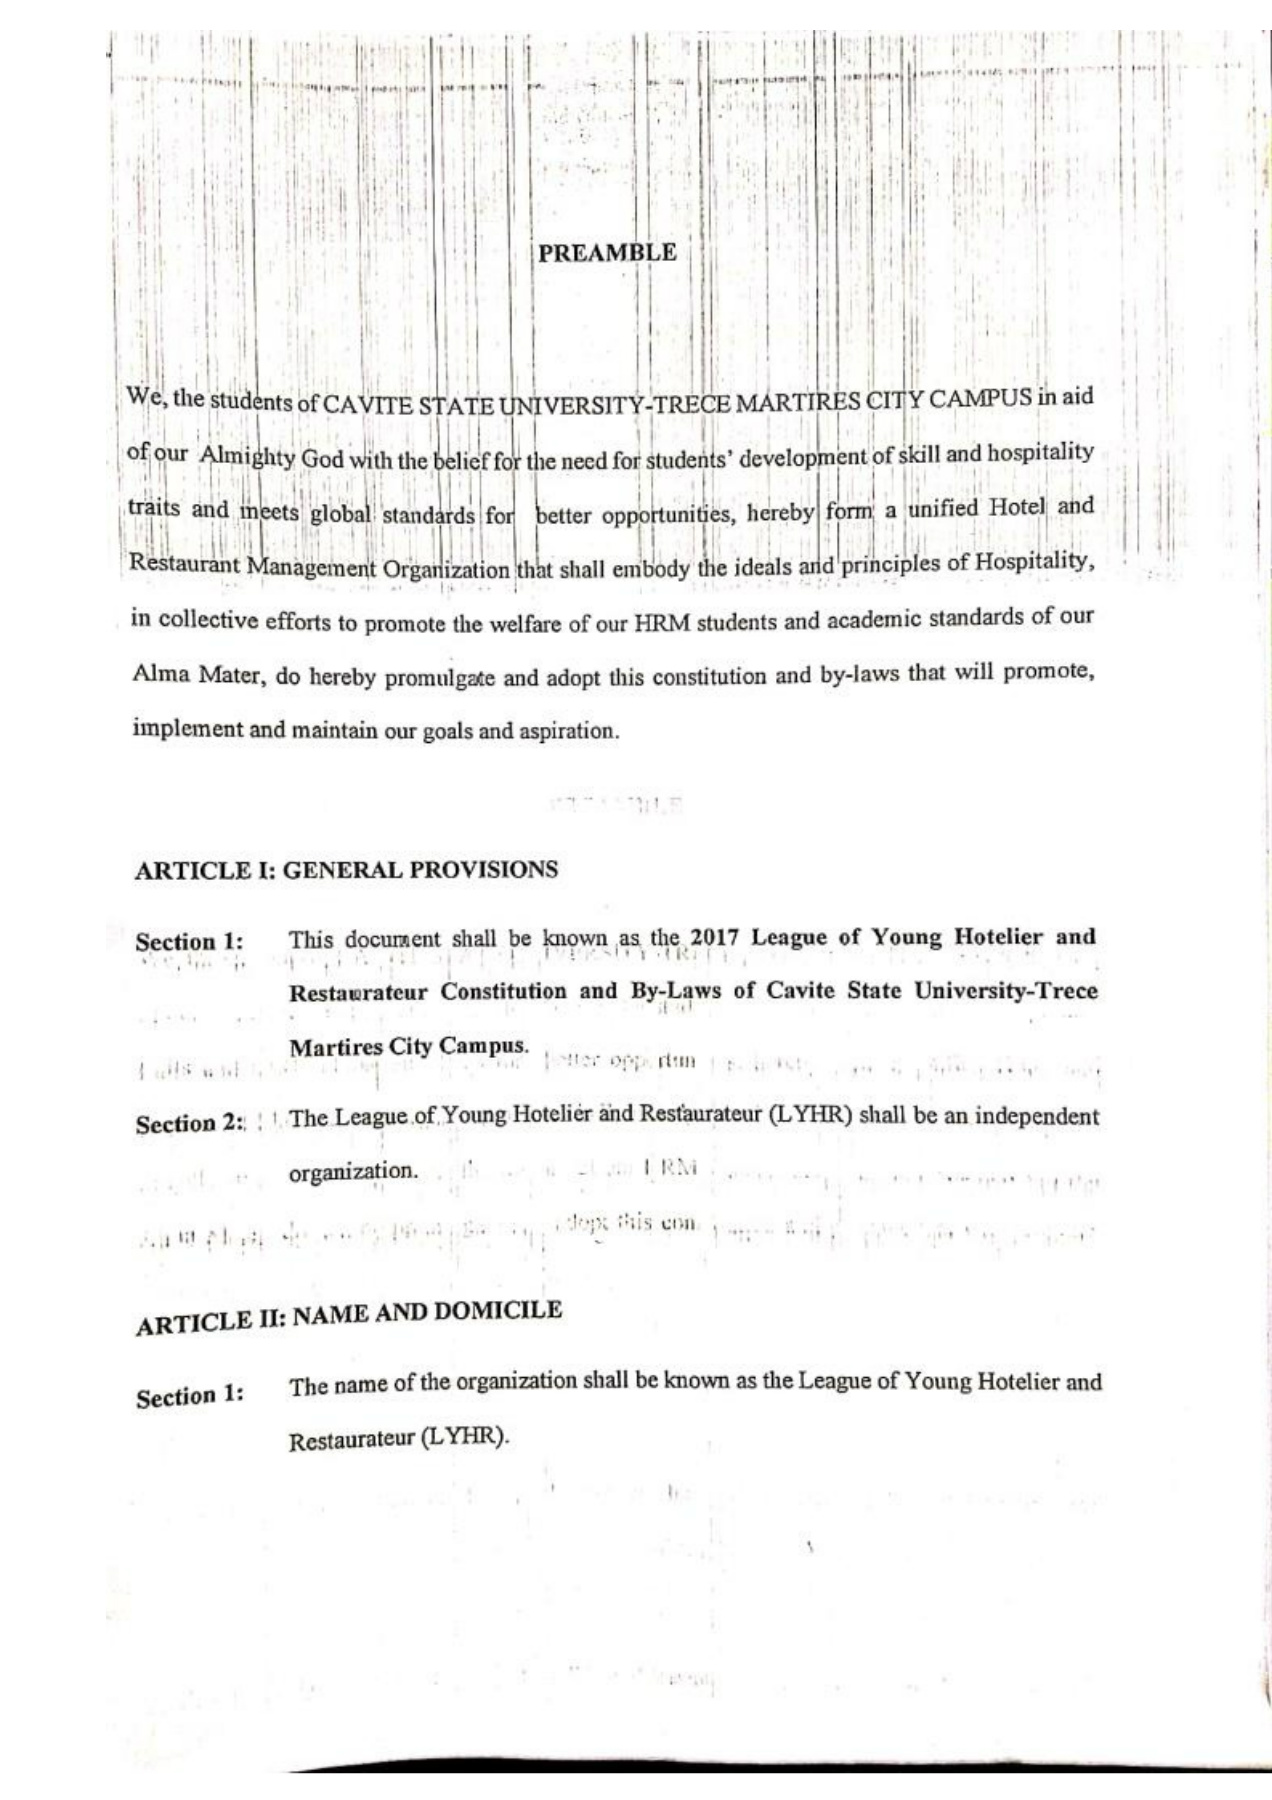 PREAMBLE
We, the students of CAVITE STATE UNIVERSITY-TRECE MARTIRES CITY CAMPUS in aid
of our Almighty God with the belief for the need for students’ development of skill and hospitality
traits and meets global standards for better opportunities, hereby form a unified Hotel and
Restaurant Management Organization that shall embody the ideals and principles of Hospitality,
in collective efforts to promote the welfare of our HRM students and academic standards of our
Alma Mater, do hereby promulgate and adopt this constitution and by-laws that will promote,
implement and maintain our goals and aspiration.
ARTICLE I: GENERAL PROVISIONS
Section 1: This document shall be known as the 2017 League of Young Hotelier and
Restaurateur Constitution and By-Laws of Cavite State University-Trece
Martires City Campus.
Section 2: The League of Young Hotelier and Restaurateur (LYHR) shall be an independent
organization.
ARTICLE II: NAME AND DOMICILE
Section 1: The name of the organization shall be known as the League of Young Hotelier and
Restaurateur (LYHR).